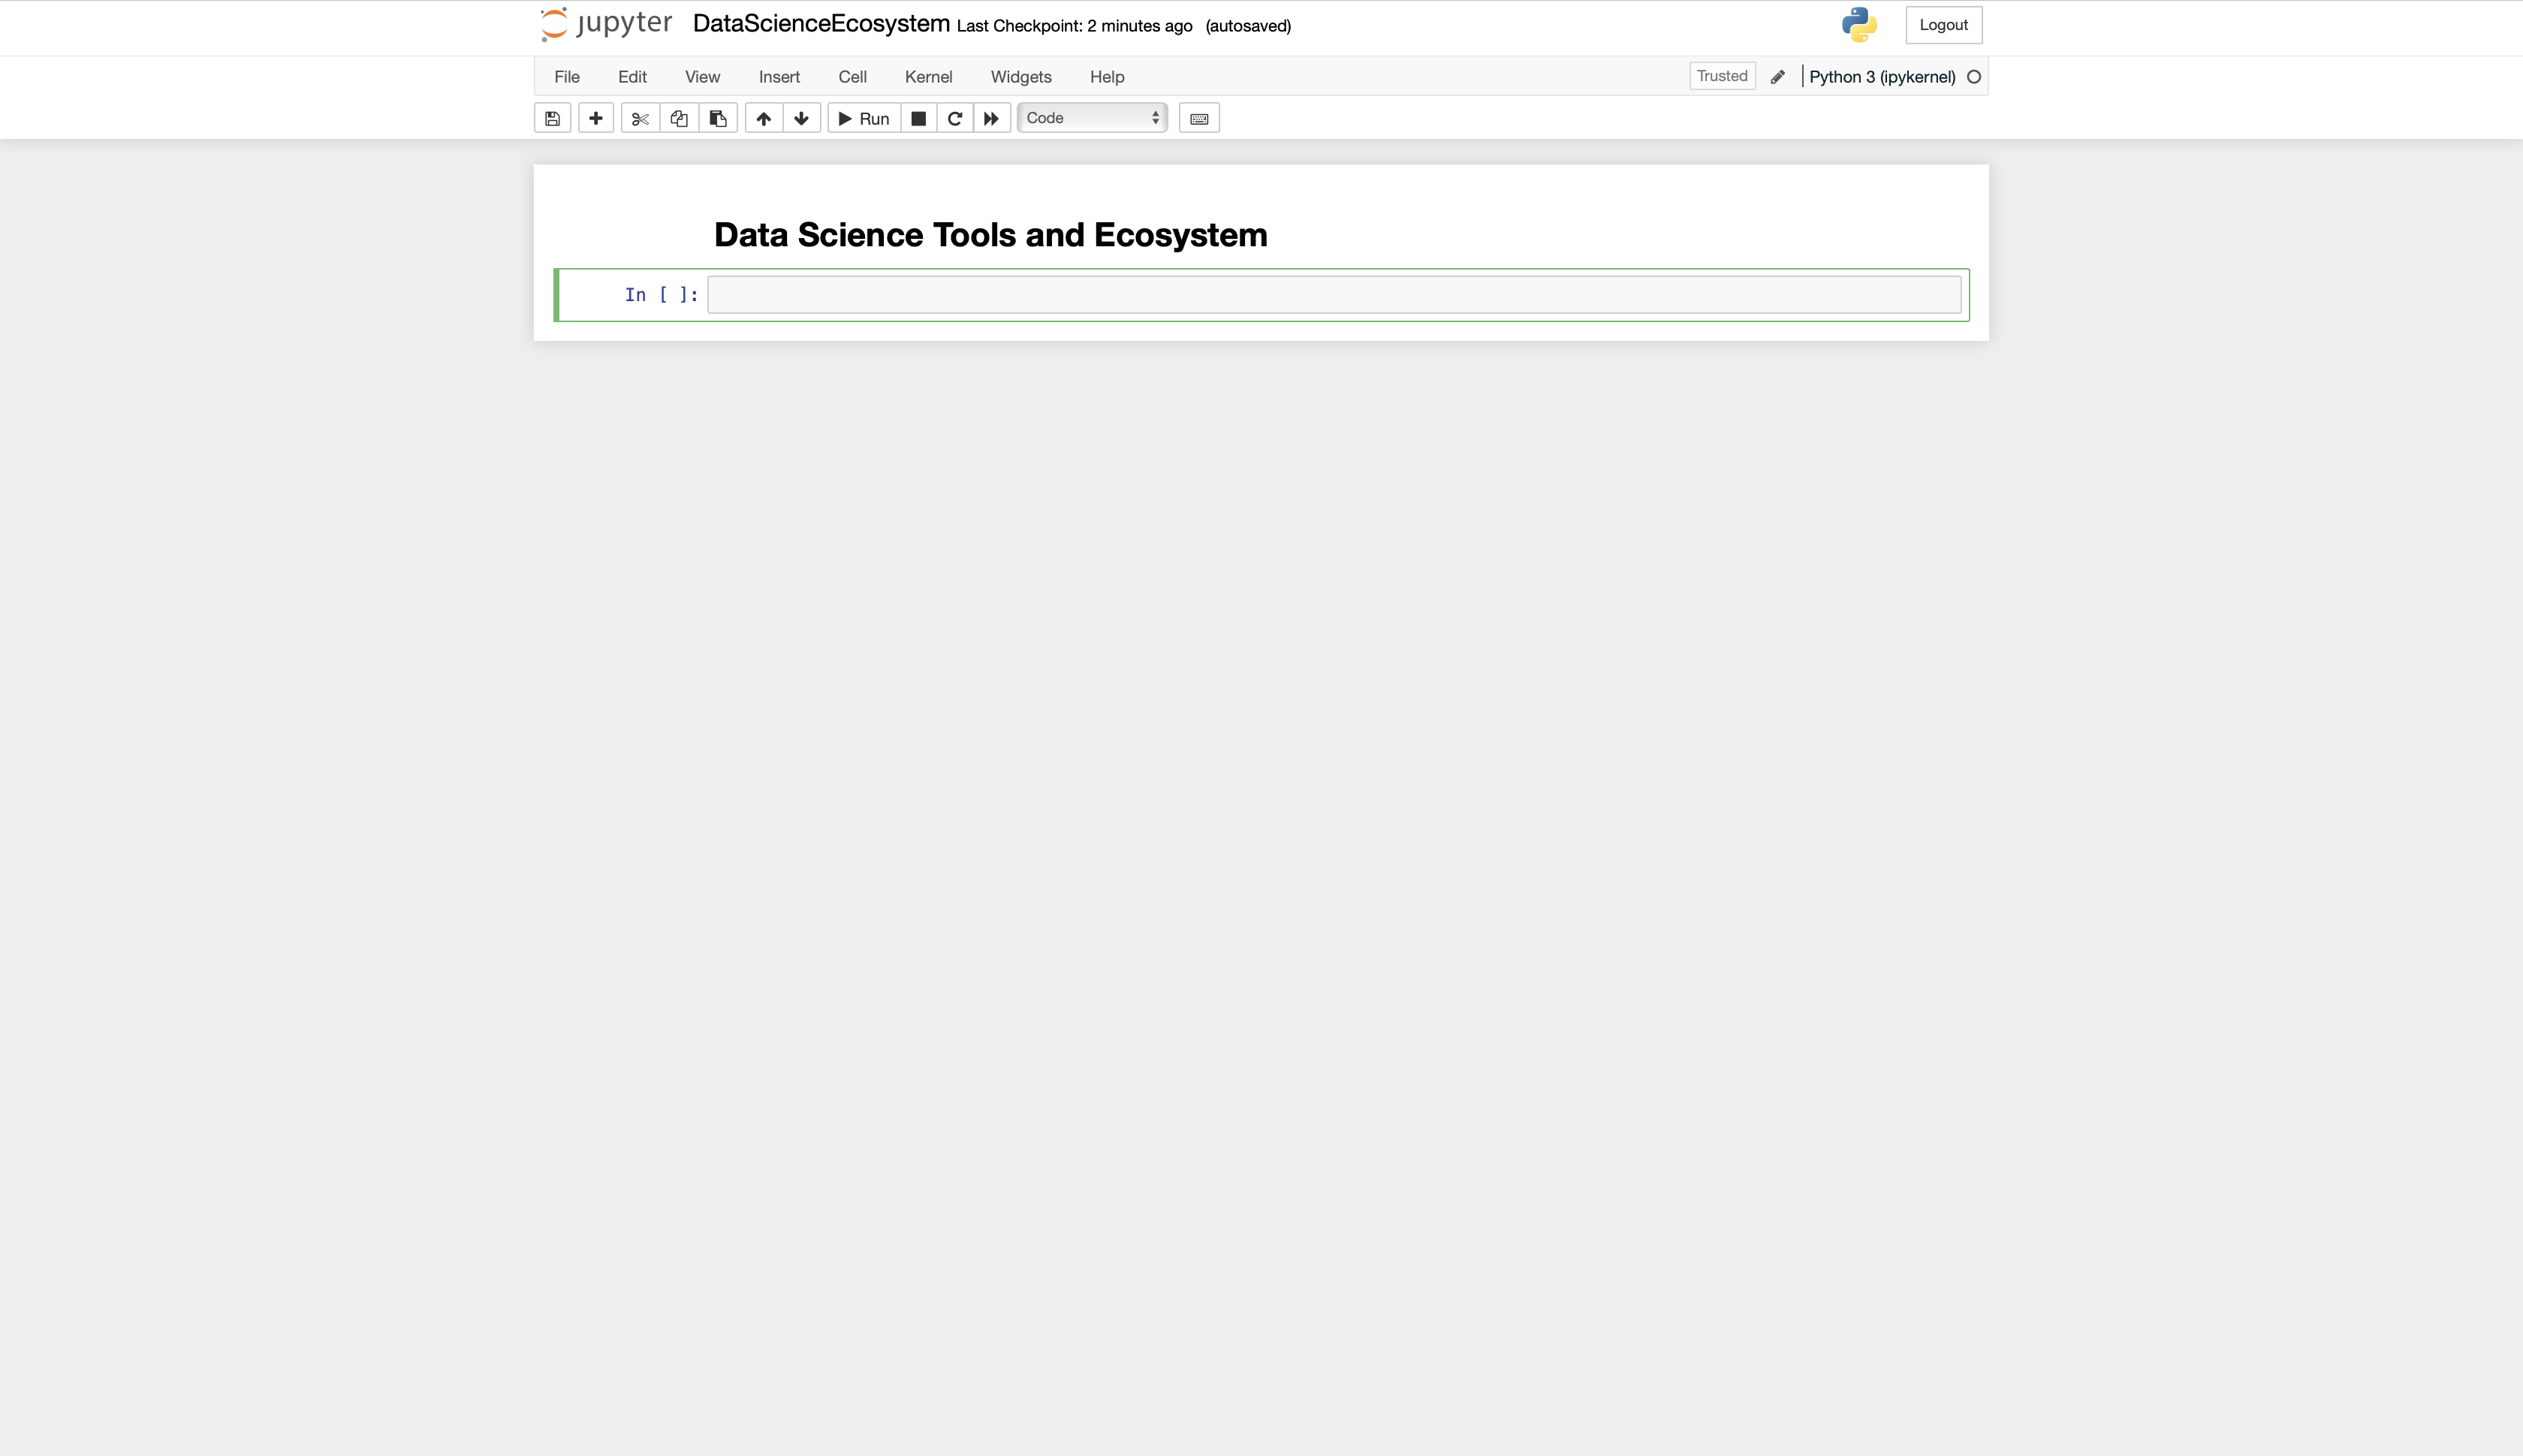 jupyter DataScienceEcosystem Last Checkpoint: 2 minutes ago (autosaved) Logout
File Edit View Insert Cell Kernel Widgets Help Trusted Python 3 (ipykernel)
Run Code
Data Science Tools and Ecosystem
In [ ]: